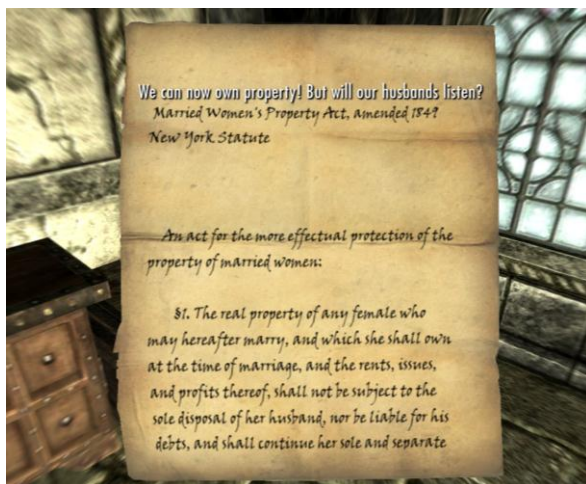 We can now own property! But will our husbands listen?
Married Women's Property Act, amended 1849
New York Statute
An act for the more effectual protection of the
property of married women:
§1. The real property of any female who
may hereafter marry, and which she shall own
at the time of marriage, and the rents, issues,
and profits thereof, shall not be subject to the
sole disposal of her husband, nor be liable for his
debts, and shall continue her sole and separate